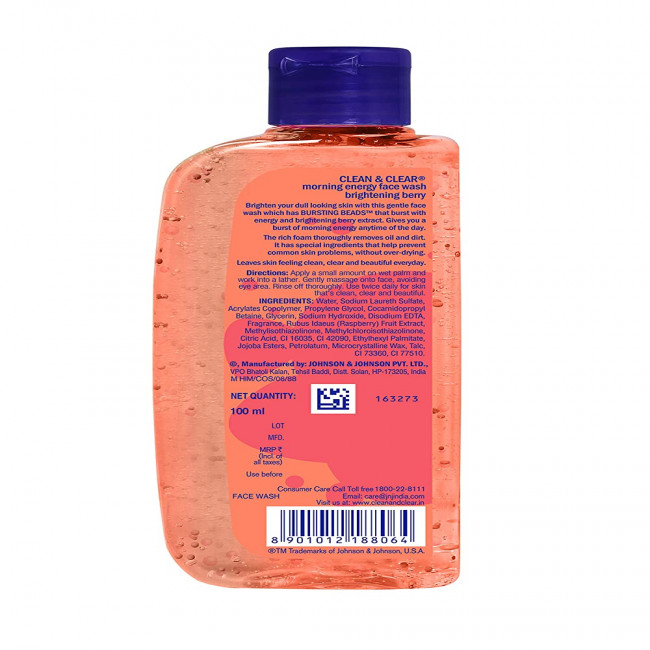 CLEAN & CLEAR®
morning energy face wash
brightening berry
Brighten your dull looking skin with this gentle face
wash which has BURSTING BEADS™ that burst with
energy and brightening berry extract. Gives you a
burst of morning energy anytime of the day.
The rich foam thoroughly removes oil and dirt.
It has special ingredients that help prevent
common skin problems, without over-drying.
Leaves skin feeling clean, clear and beautiful everyday.
Directions: Apply a small amount on wet palm and
work into a lather. Gently massage onto face, avoiding
eye area. Rinse off thoroughly. Use twice daily for skin
that's clean, clear and beautiful.
INGREDIENTS: Water, Sodium Laureth Sulfate,
Acrylates Copolymer, Propylene Glycol, Cocamidopropyl
Betaine, Glycerin, Sodium Hydroxide, Disodium EDTA,
Fragrance, Rubus Idaeus (Raspberry) Fruit Extract,
Methylisothiazolinone, Methylchloroisothiazolinone,
Citric Acid, CI 16035, CI 42090, Ethylhexyl Palmitate,
Jojoba Esters, Petrolatum, Microcrystalline Wax, Talc,
CI 73360, CI 77510.
©, Manufactured by: JOHNSON & JOHNSON PVT. LTD.,
VPO Bhatoli Kalan, Tehsil Baddi, Distt. Solan, HP-173205, India
M HIM/COS/06/88
NET QUANTITY:
163273
100 ml
LOT
MFD.
MRP ₹
(Incl. of
all taxes)
Use before
Consumer Care Call Toll free 1800-22-8111
FACE WASH Email; care@jnjindia.com
Visit us at; www.cleanandclear.in
8 901012 188064
®/TM Trademarks of Johnson & Johnson, U.S.A.